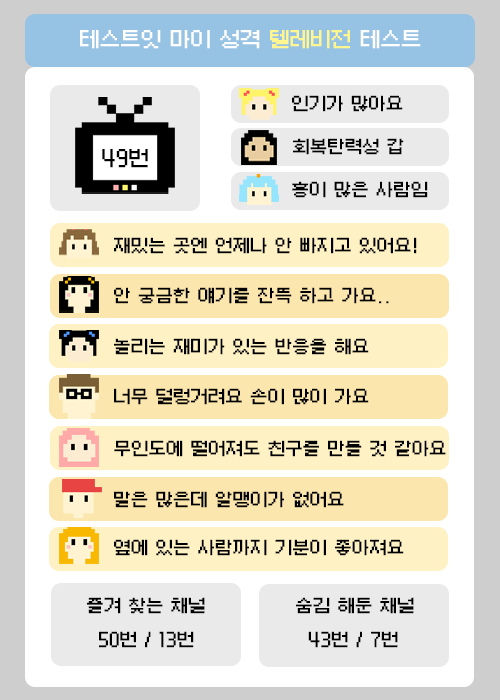 테스트잇 마이 성격 텔레비전 테스트
49번
인기가 많아요
회복탄력성 갑
흥이 많은 사람임
재밌는 곳엔 언제나 안 빠지고 있어요!
안 궁금한 얘기를 잔뜩 하고 가요..
놀리는 재미가 있는 반응을 해요
너무 덜렁거려요 손이 많이 가요
무인도에 떨어져도 친구를 만들 것 같아요
말은 많은데 알맹이가 없어요
옆에 있는 사람까지 기분이 좋아져요
즐겨 찾는 채널
50번 / 13번
숨김 해둔 채널
43번 / 7번